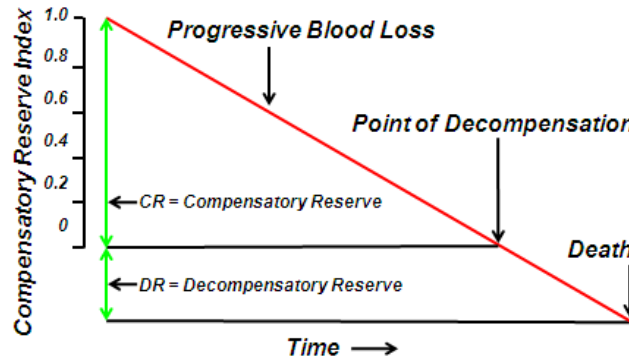 Compensatory Reserve Index
1.0
0.8
0.6
0.4
0.2
0
Progressive Blood Loss
Point of Decompensation
CR = Compensatory Reserve
Death
DR = Decompensatory Reserve
Time